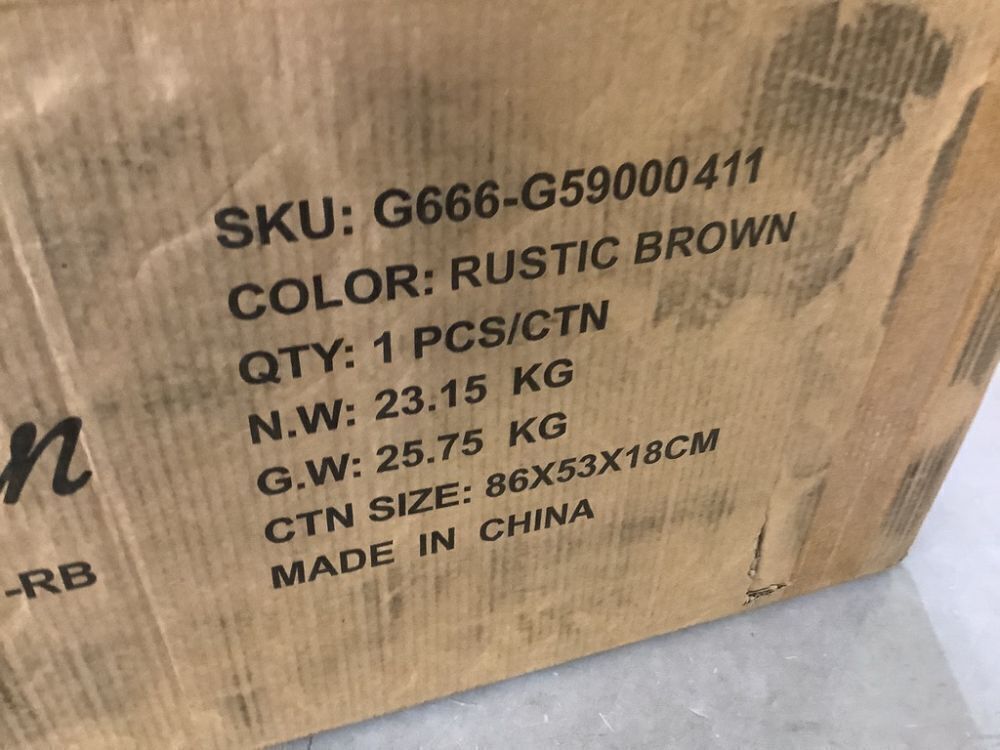 SKU: G666-G59000411
COLOR: RUSTIC BROWN
QTY: 1 PCS/CTN
N.W: 23.15 KG
G.W: 25.75 KG
CTN SIZE: 86X53X18CM
MADE IN CHINA
n
-RB